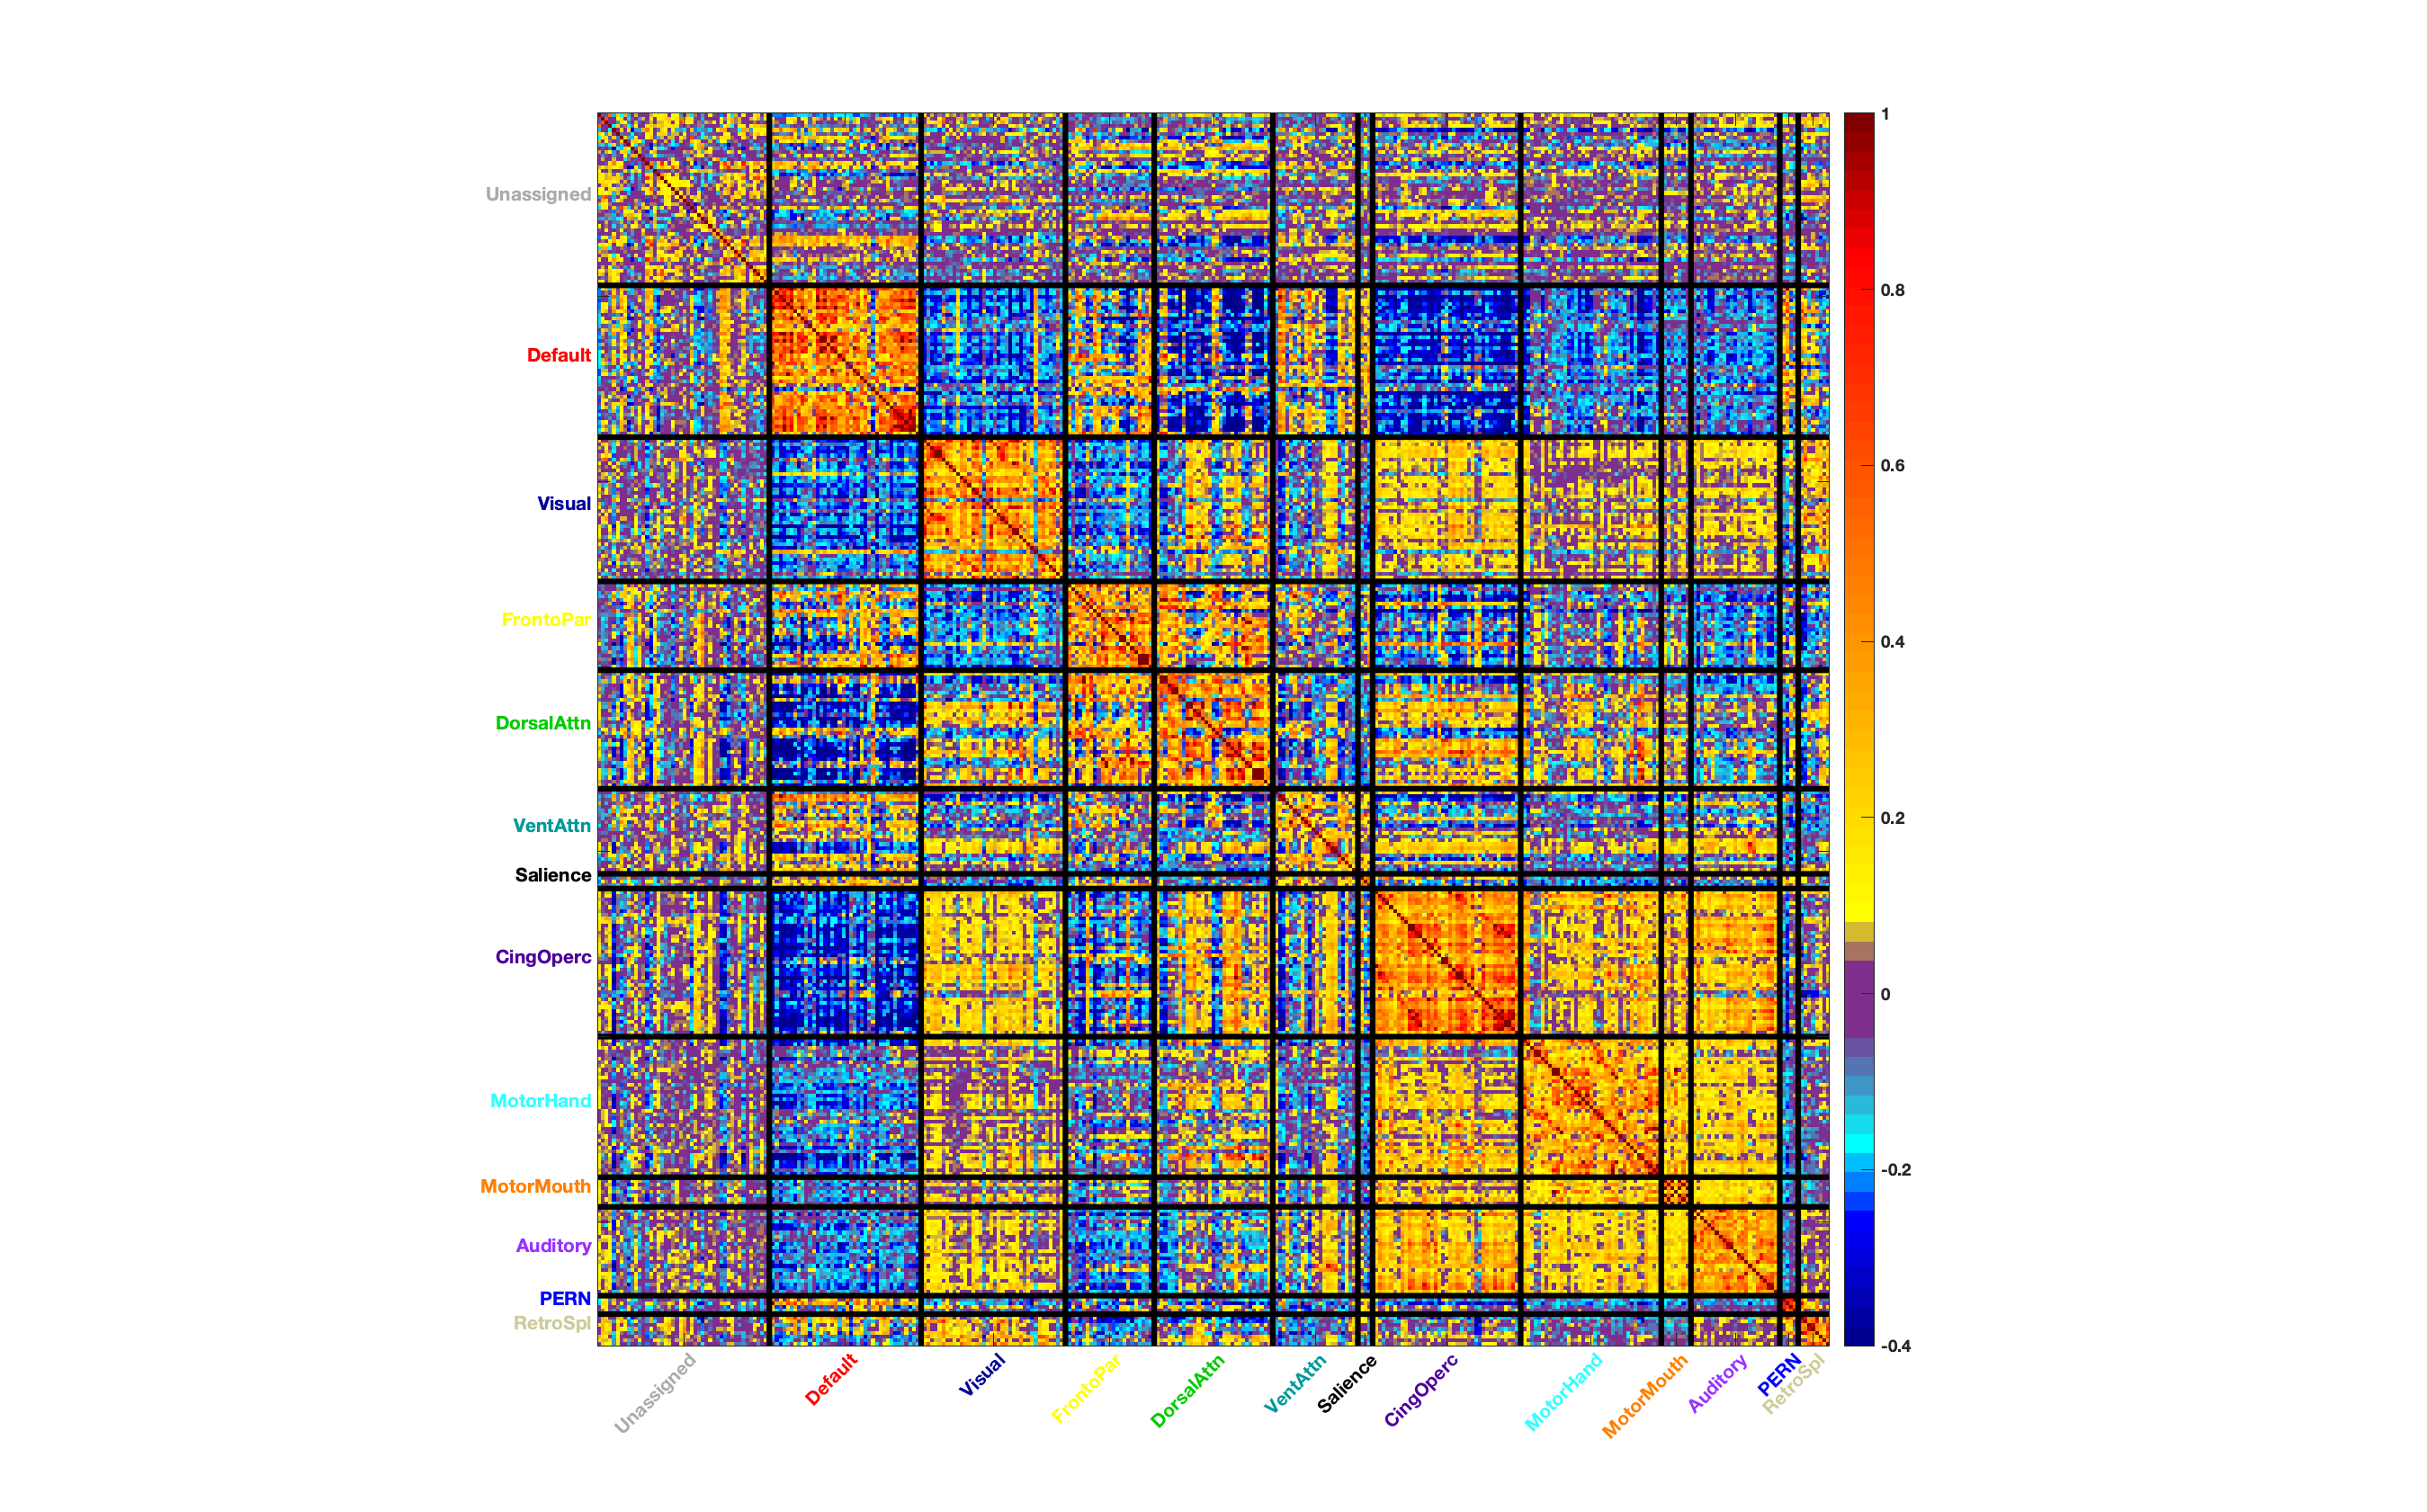 Unassigned
Default
Visual
FrontoPar
DorsalAttn
VentAttn
Salience
CingOperc
MotorHand
MotorMouth
Auditory
PERN
RetroSpl
Unassigned
Default
Visual
FrontoPar
DorsalAttn
VentAttn
Salience
CingOperc
MotorHand
MotorMouth
Auditory
PERN
RetroSpl
1
0.8
0.6
0.4
0.2
0
-0.2
-0.4